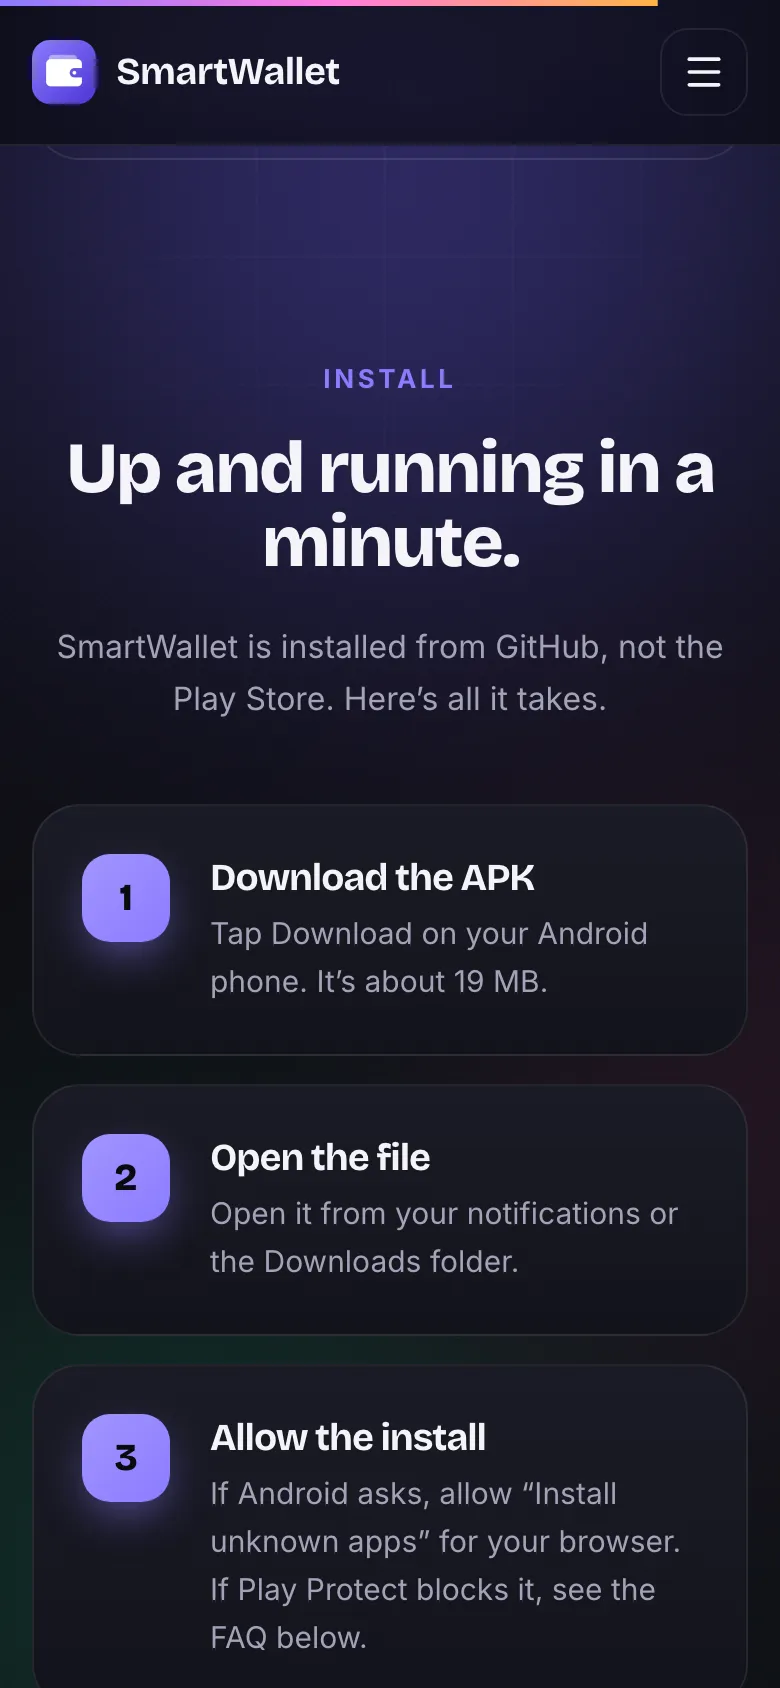 SmartWallet
INSTALL
Up and running in a
minute.
SmartWallet is installed from GitHub, not the
Play Store. Here’s all it takes.
1
Download the APK
Tap Download on your Android
phone. It’s about 19 MB.
2
Open the file
Open it from your notifications or
the Downloads folder.
3
Allow the install
If Android asks, allow “Install
unknown apps” for your browser.
If Play Protect blocks it, see the
FAQ below.